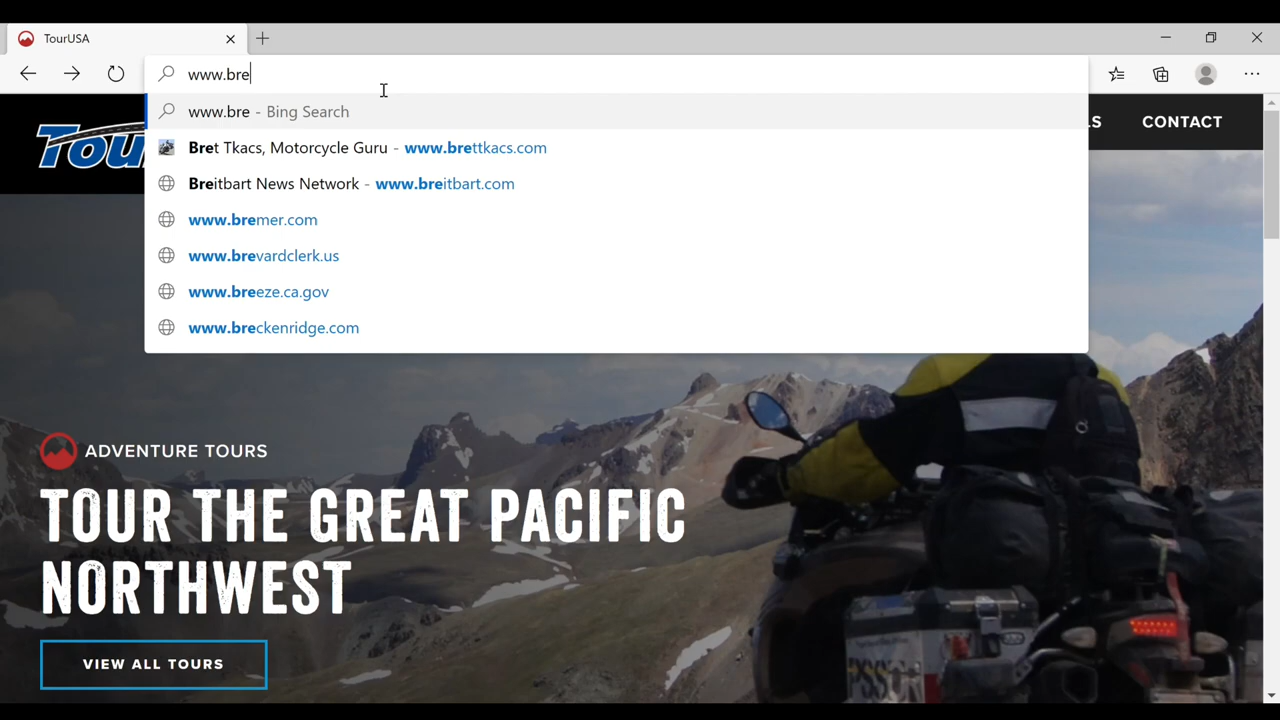 TourUSA
www.bre
www.bre - Bing Search
Bret Tkacs, Motorcycle Guru - www.brettkacs.com
Breitbart News Network - www.breitbart.com
www.bremer.com
www.brevardclerk.us
www.breeze.ca.gov
www.breckenridge.com
Tou
LS CONTACT
ADVENTURE TOURS
TOUR THE GREAT PACIFIC
NORTHWEST
VIEW ALL TOURS